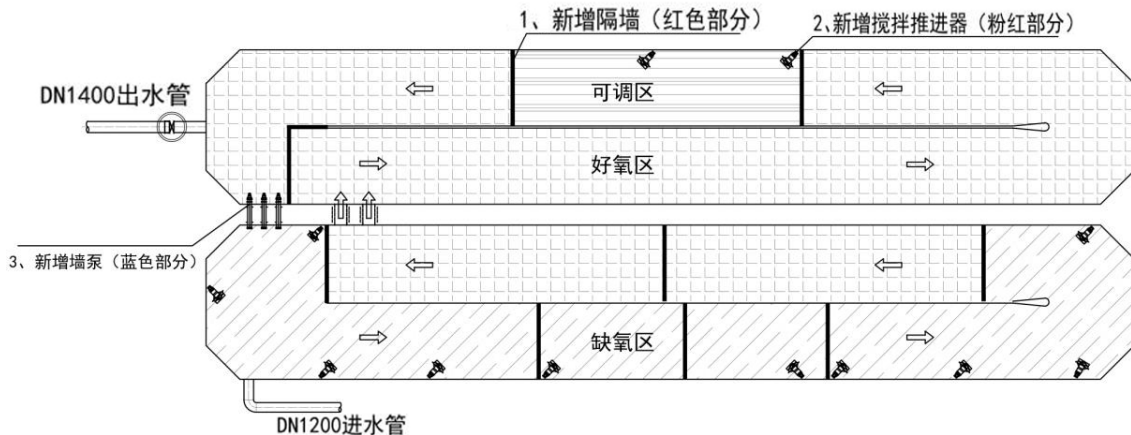 1、新增隔墙（红色部分）
2、新增搅拌推进器（粉红部分）
DN1400出水管
可调区
好氧区
3、新增墙泵（蓝色部分）
缺氧区
DN1200进水管